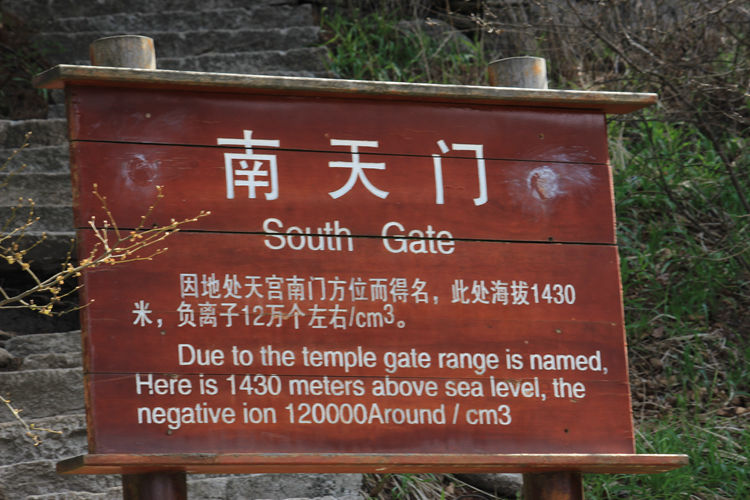 南天门
South Gate
因地处天宫南门方位而得名，此处海拔1430
米，负离子12万个左右/cm3。
Due to the temple gate range is named,
Here is 1430 meters above sea level, the
negative ion 120000Around / cm3